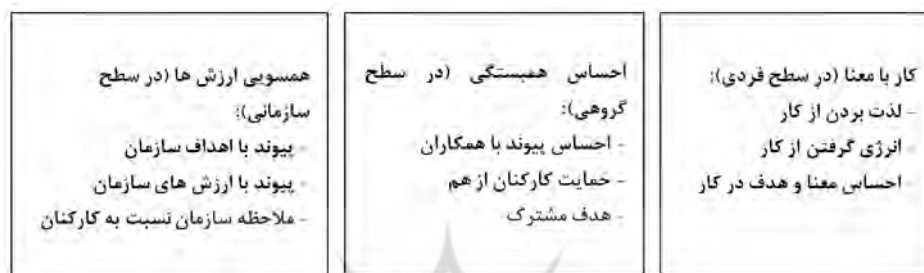 کار با معنا (در سطح فردی):
- لذت بردن از کار
- انرژی گرفتن از کار
- احساس معنا و هدف در کار
احساس همبستگی (در سطح
گروهی):
- احساس پیوند با همکاران
- حمایت کارکنان از هم
- هدف مشترک
همسویی ارزش ها (در سطح
سازمانی):
- پیوند با اهداف سازمان
- پیوند با ارزش های سازمان
- ملاحظه سازمان نسبت به کارکنان